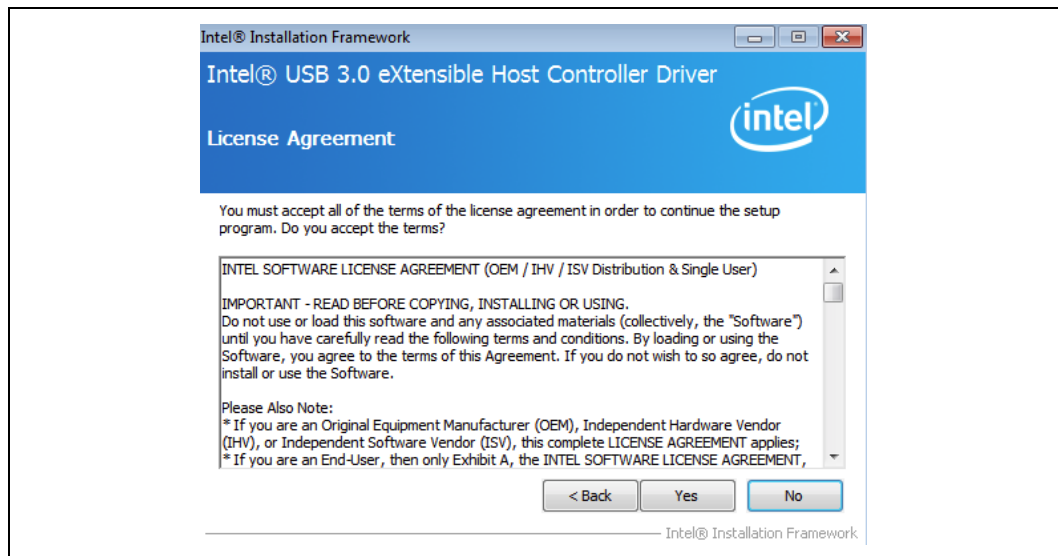 Intel® Installation Framework
Intel® USB 3.0 eXtensible Host Controller Driver
intel
License Agreement
You must accept all of the terms of the license agreement in order to continue the setup
program. Do you accept the terms?
INTEL SOFTWARE LICENSE AGREEMENT (OEM / IHV / ISV Distribution & Single User)
IMPORTANT - READ BEFORE COPYING, INSTALLING OR USING.
Do not use or load this software and any associated materials (collectively, the "Software")
until you have carefully read the following terms and conditions. By loading or using the
Software, you agree to the terms of this Agreement. If you do not wish to so agree, do not
install or use the Software.
Please Also Note:
* If you are an Original Equipment Manufacturer (OEM), Independent Hardware Vendor
(IHV), or Independent Software Vendor (ISV), this complete LICENSE AGREEMENT applies;
* If you are an End-User, then only Exhibit A, the INTEL SOFTWARE LICENSE AGREEMENT,
< Back Yes No
Intel® Installation Framework